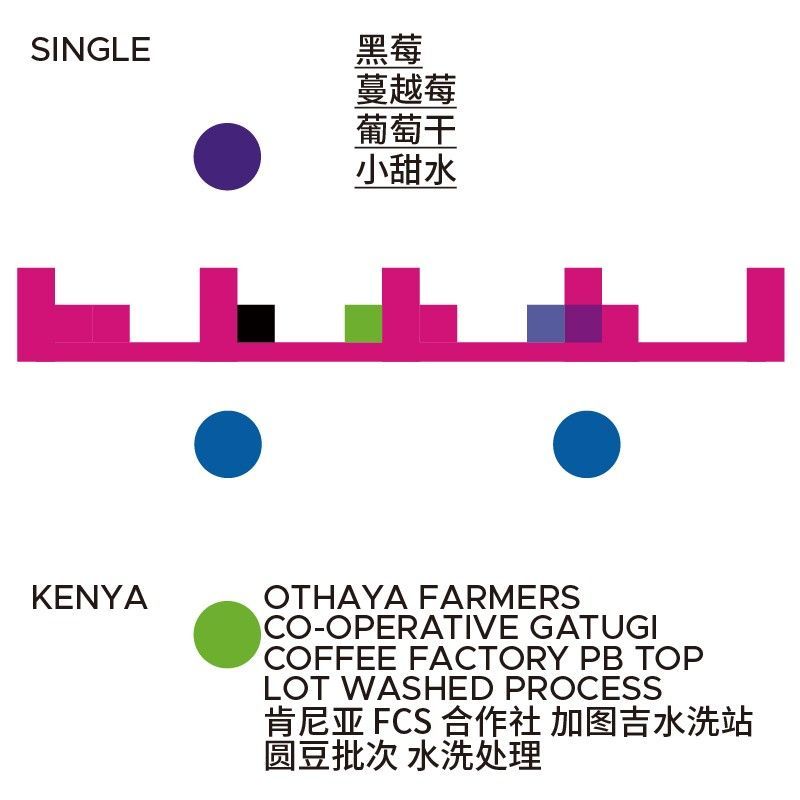 SINGLE
黑莓
蔓越莓
葡萄干
小甜水
KENYA
OTHAYA FARMERS
CO-OPERATIVE GATUGI
COFFEE FACTORY PB TOP
LOT WASHED PROCESS
肯尼亚 FCS 合作社 加图吉水洗站
圆豆批次 水洗处理